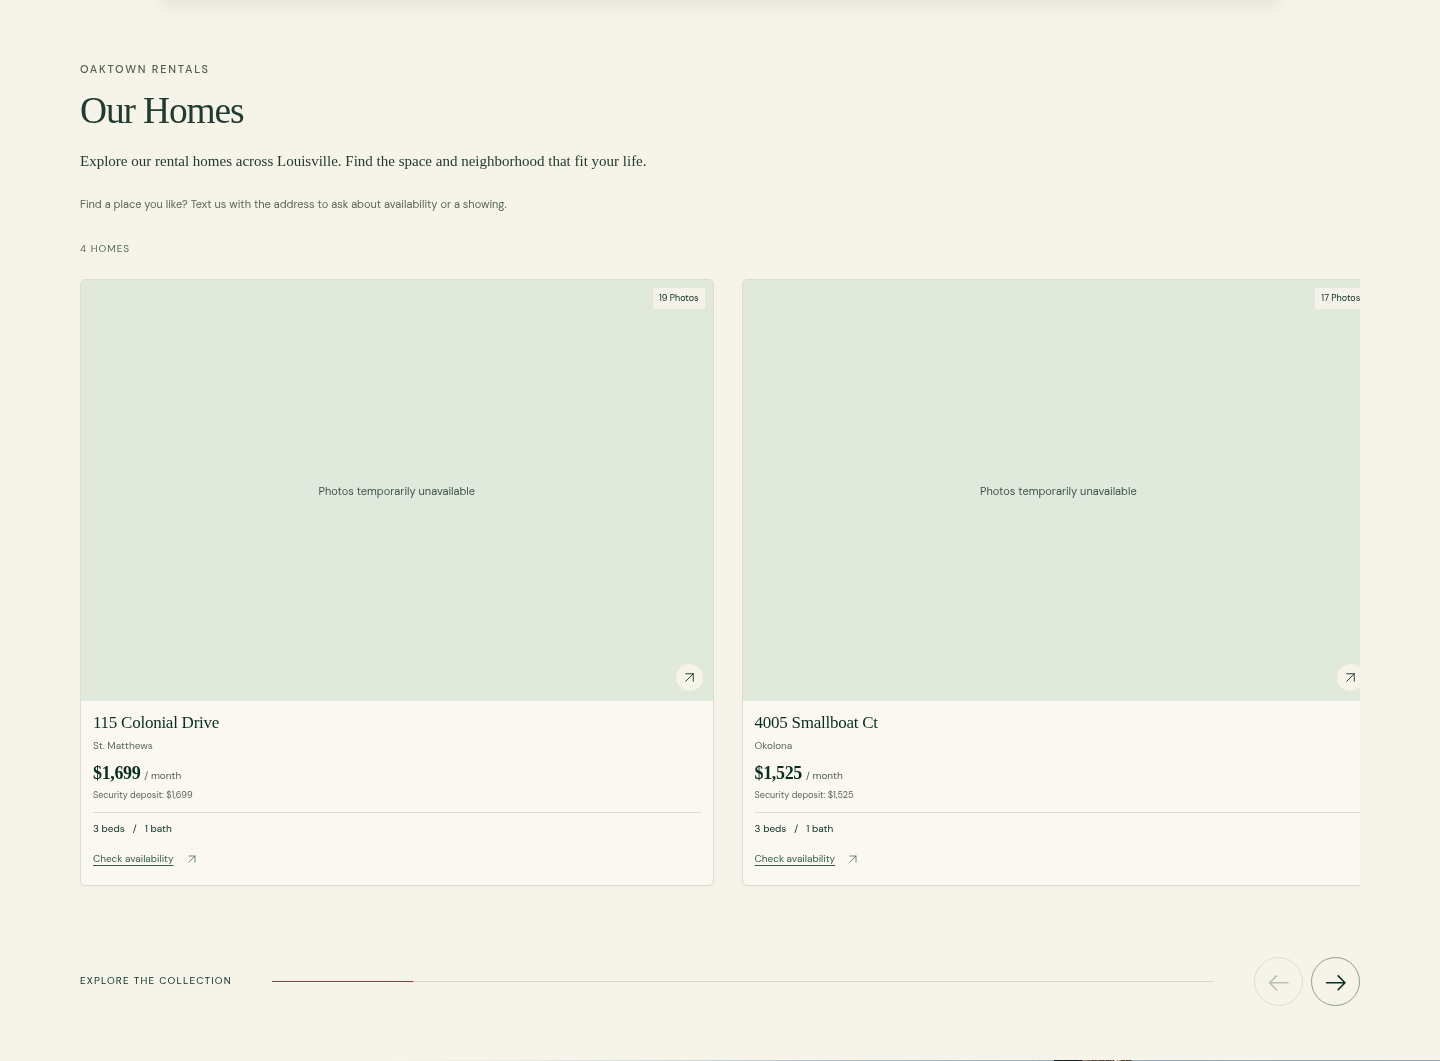 OAKTOWN RENTALS
Our Homes
Explore our rental homes across Louisville. Find the space and neighborhood that fit your life.
Find a place you like? Text us with the address to ask about availability or a showing.
4 HOMES
19 Photos
Photos temporarily unavailable
115 Colonial Drive
St. Matthews
$1,699 / month
Security deposit: $1,699
3 beds / 1 bath
Check availability
17 Photos
Photos temporarily unavailable
4005 Smallboat Ct
Okolona
$1,525 / month
Security deposit: $1,525
3 beds / 1 bath
Check availability
EXPLORE THE COLLECTION